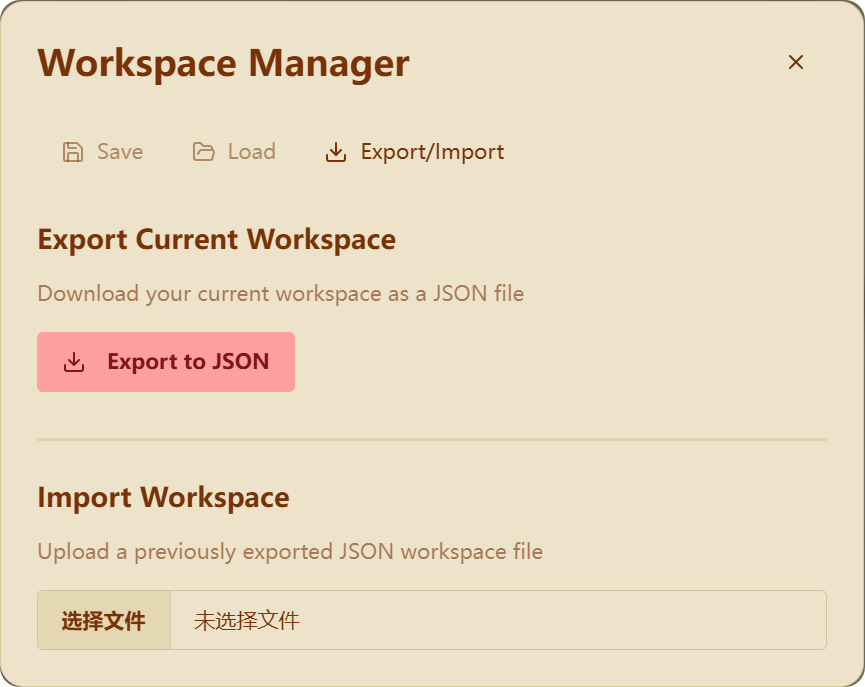 Workspace Manager
Save Load Export/Import
Export Current Workspace
Download your current workspace as a JSON file
Export to JSON
Import Workspace
Upload a previously exported JSON workspace file
选择文件 未选择文件